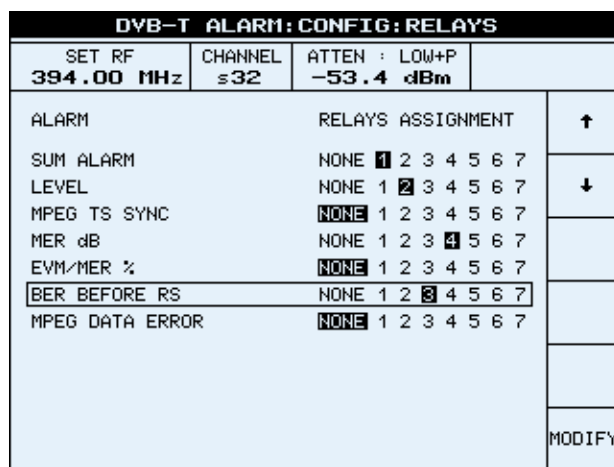 DVB-T ALARM:CONFIG:RELAYS
SET RF CHANNEL ATTEN : LOW+P
394.00 MHz s32 -53.4 dBm
ALARM RELAYS ASSIGNMENT ↑
SUM ALARM NONE 1 2 3 4 5 6 7
LEVEL NONE 1 2 3 4 5 6 7 ↓
MPEG TS SYNC NONE 1 2 3 4 5 6 7
MER dB NONE 1 2 3 4 5 6 7
EVM/MER % NONE 1 2 3 4 5 6 7
BER BEFORE RS NONE 1 2 3 4 5 6 7
MPEG DATA ERROR NONE 1 2 3 4 5 6 7
MODIFY